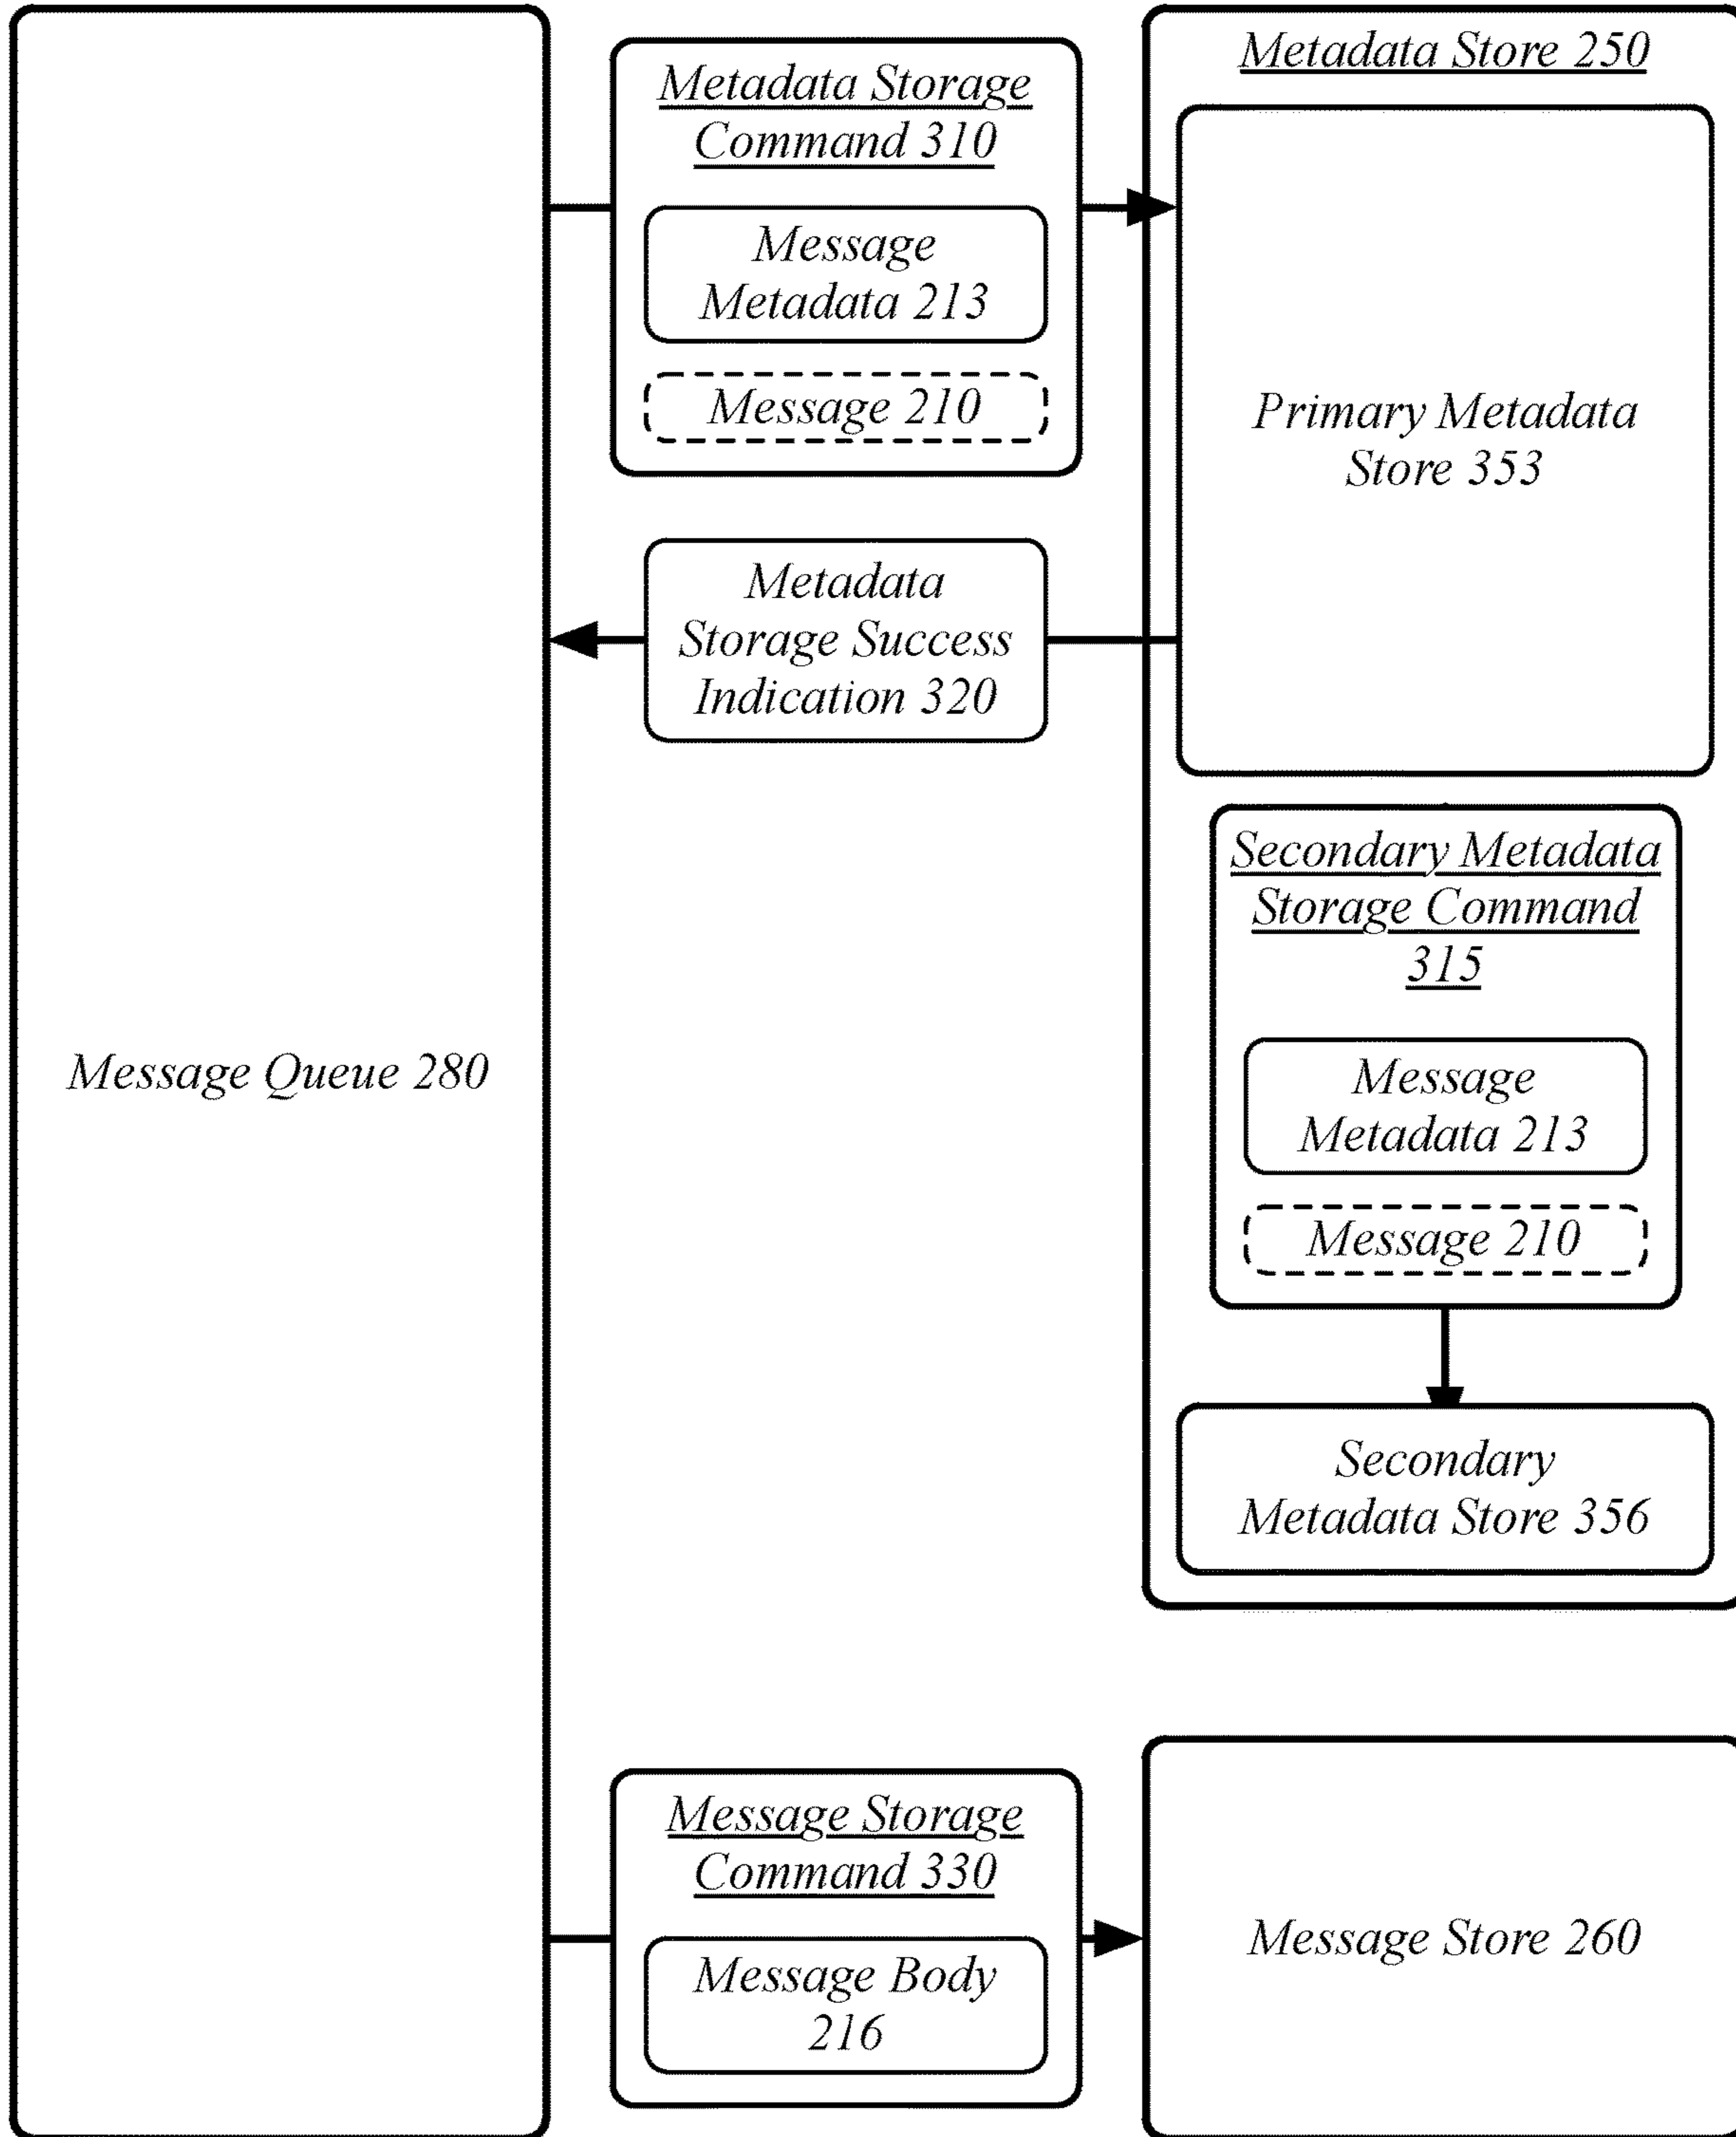 Metadata Storage
Command 310
Message
Metadata 213
Message 210
Metadata Store 250
Primary Metadata
Store 353
Metadata
Storage Success
Indication 320
Secondary Metadata
Storage Command
315
Message
Metadata 213
Message 210
Message Queue 280
Secondary
Metadata Store 356
Message Storage
Command 330
Message Body
216
Message Store 260